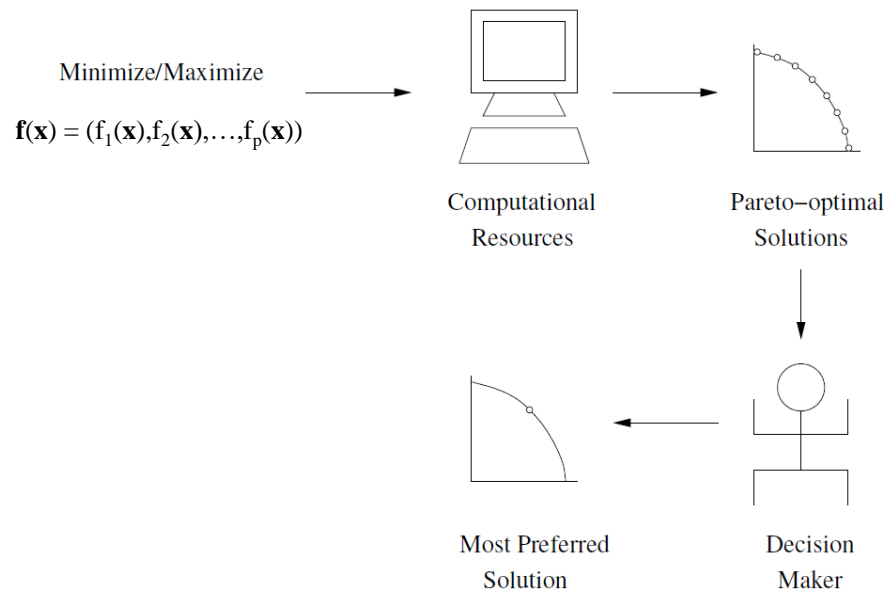 Minimize/Maximize
f(x) = (f₁(x),f₂(x),…,fₚ(x))
Computational
Resources
Pareto−optimal
Solutions
Most Preferred
Solution
Decision
Maker